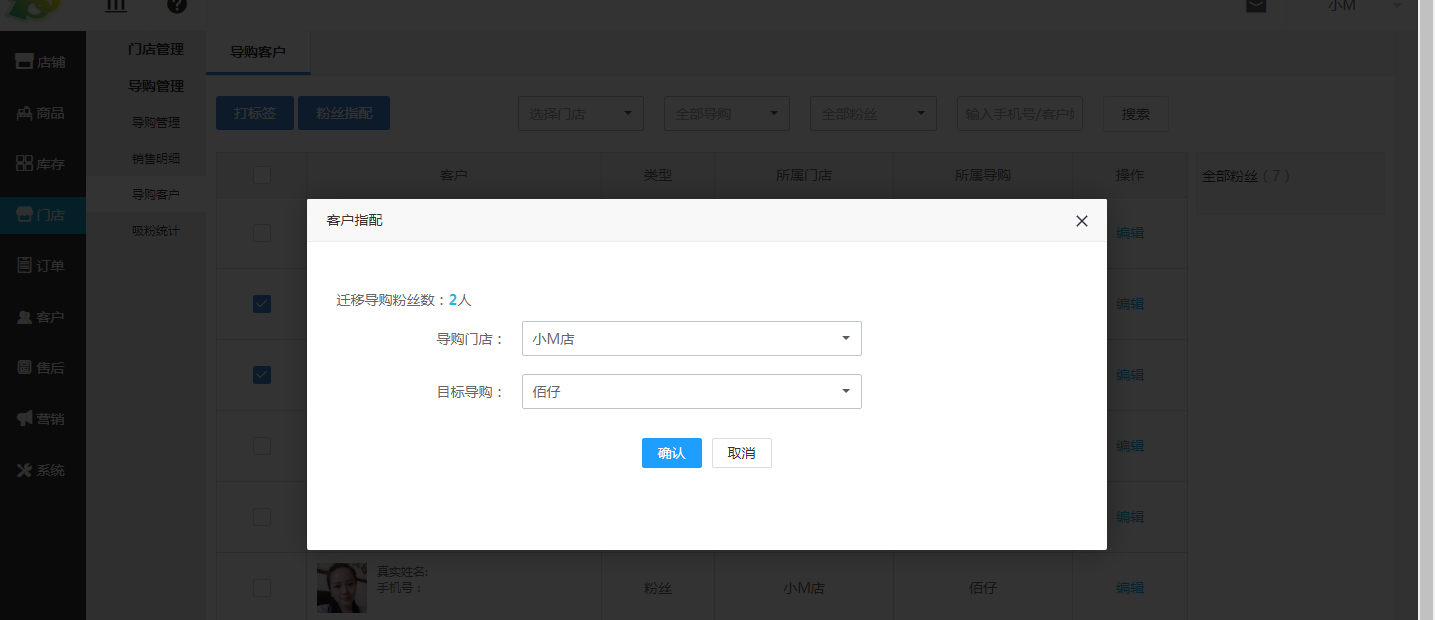 小M
店铺
商品
库存
门店
订单
客户
售后
营销
系统
门店管理
导购管理
导购管理
销售明细
导购客户
吸粉统计
导购客户
打标签 粉丝指配 选择门店 全部导购 全部粉丝 输入手机号/客户 搜索
客户 类型 所属门店 所属导购 操作
全部粉丝（7）
编辑
编辑
编辑
编辑
编辑
客户指配
迁移导购粉丝数：2人
导购门店： 小M店
目标导购： 佰仔
确认 取消
真实姓名:
手机号：
粉丝 小M店 佰仔 编辑